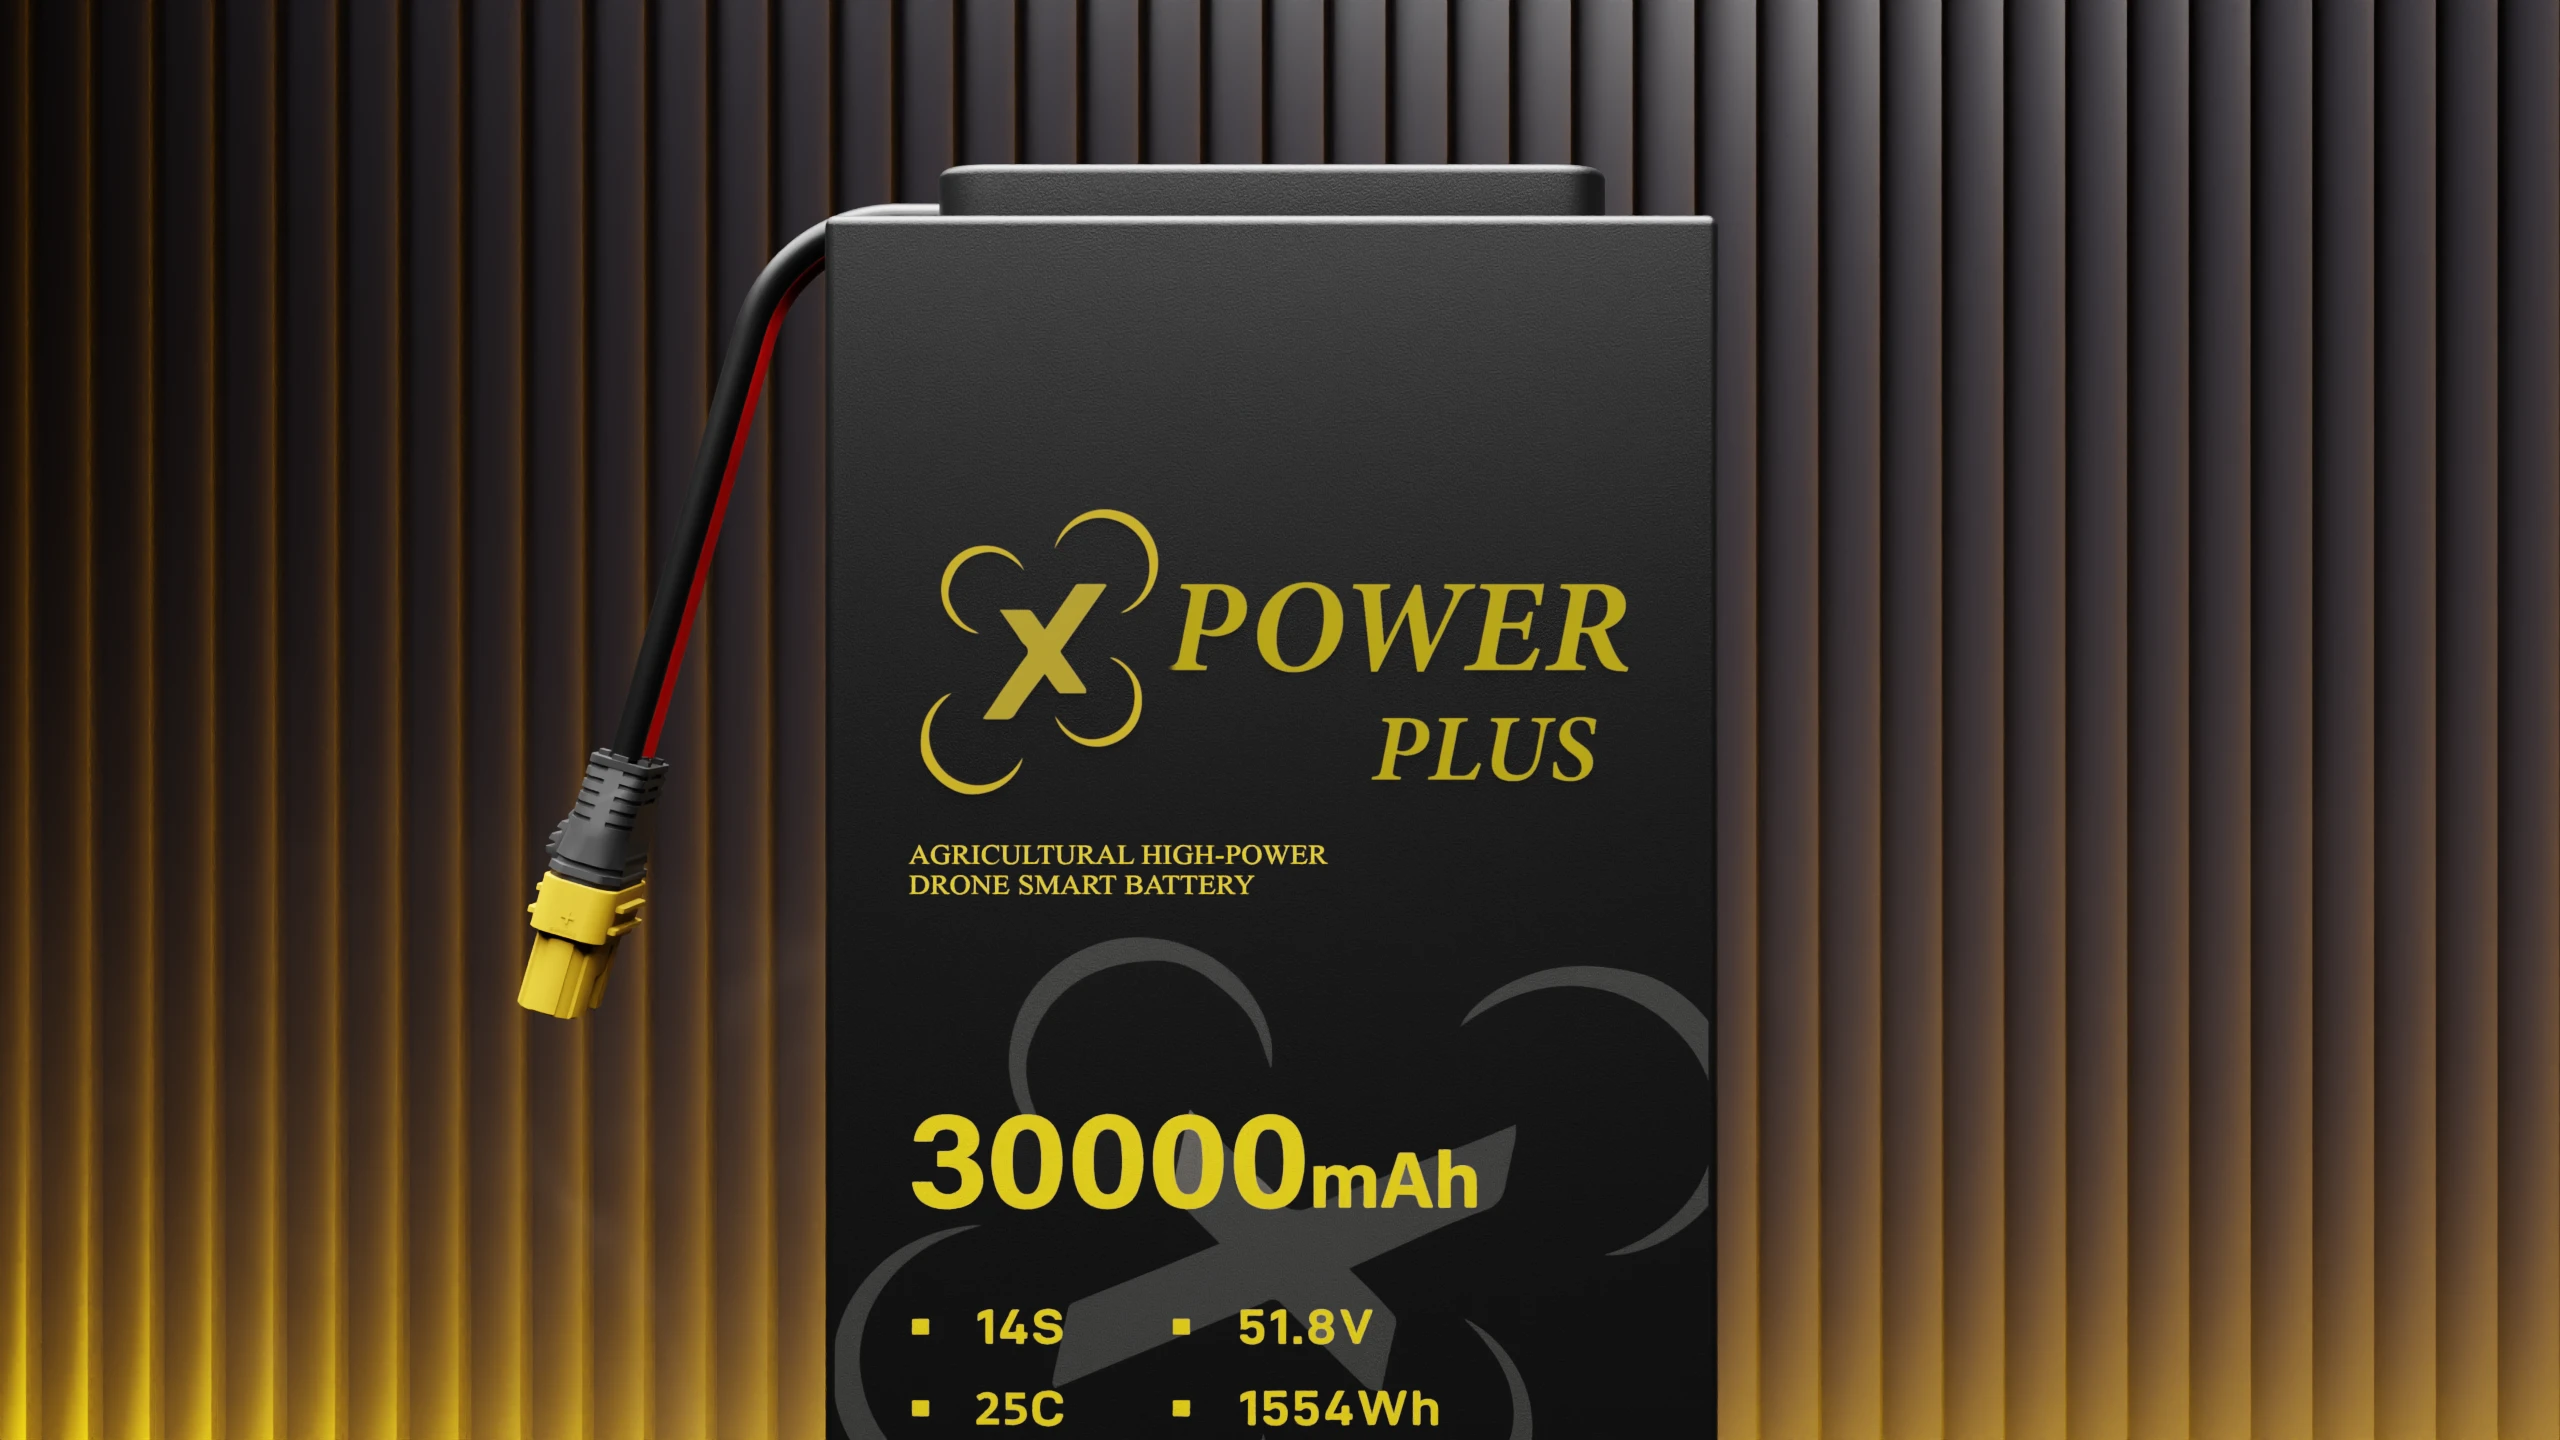 X POWER
PLUS
AGRICULTURAL HIGH-POWER
DRONE SMART BATTERY
30000mAh
▪ 14S ▪ 51.8V
▪ 25C ▪ 1554Wh